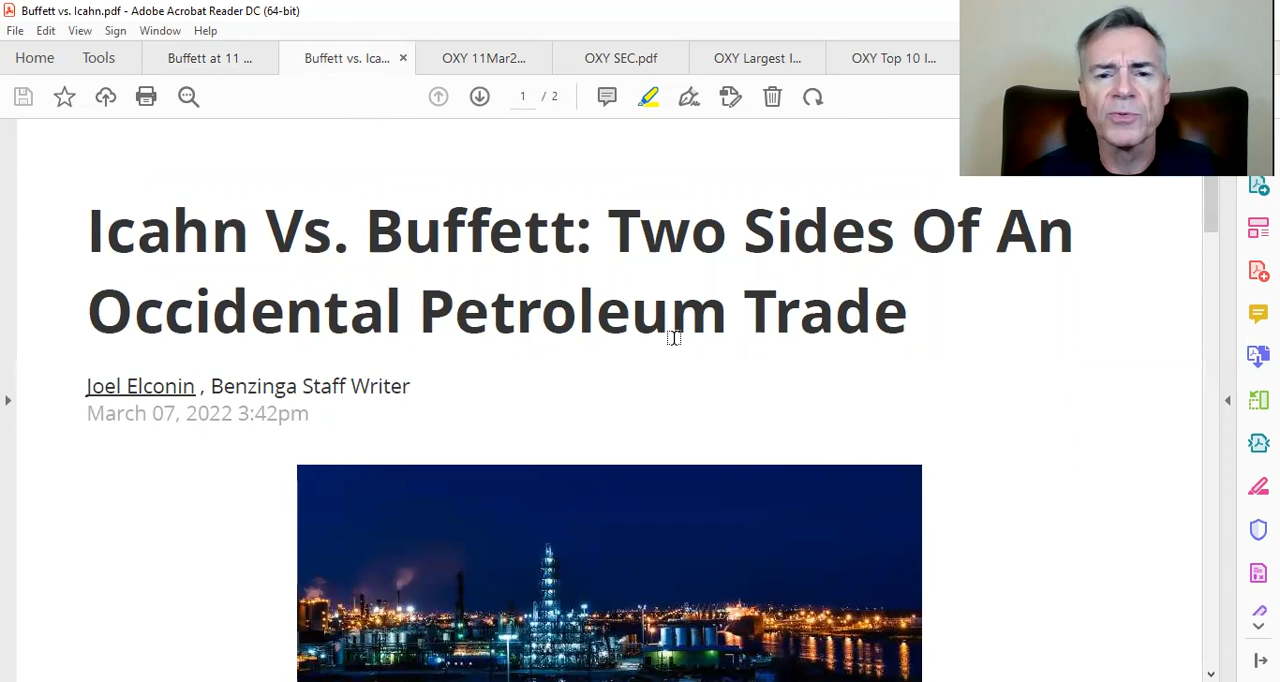 Buffett vs. Icahn.pdf - Adobe Acrobat Reader DC (64-bit)
File Edit View Sign Window Help
Home Tools Buffett at 11 ... Buffett vs. Ica... × OXY 11Mar2... OXY SEC.pdf OXY Largest I... OXY Top 10 I...
1 / 2
Icahn Vs. Buffett: Two Sides Of An
Occidental Petroleum Trade
Joel Elconin , Benzinga Staff Writer
March 07, 2022 3:42pm